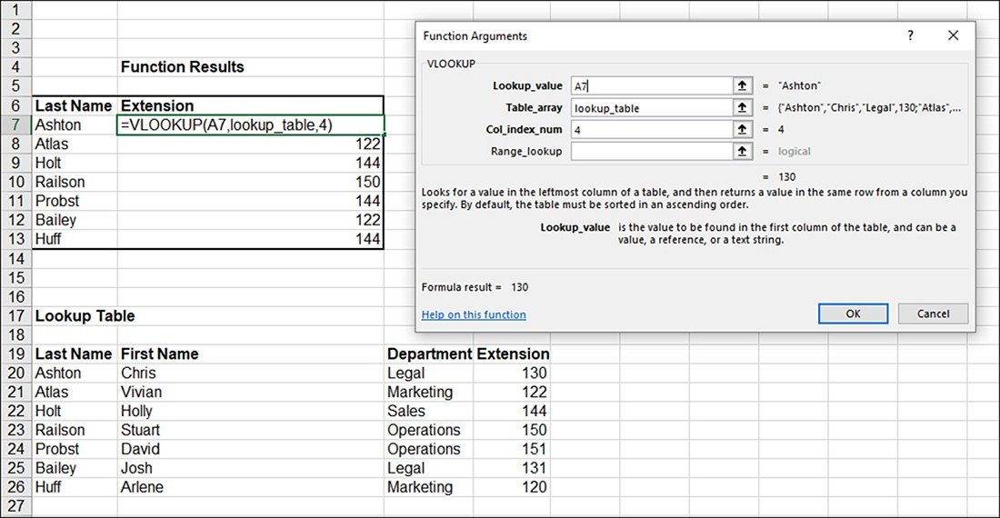 1
2
3
4 Function Results
5
6 Last Name Extension
7 Ashton =VLOOKUP(A7,lookup_table,4)
8 Atlas 122
9 Holt 144
10 Railson 150
11 Probst 144
12 Bailey 122
13 Huff 144
14
15
16
17 Lookup Table
18
19 Last Name First Name Department Extension
20 Ashton Chris Legal 130
21 Atlas Vivian Marketing 122
22 Holt Holly Sales 144
23 Railson Stuart Operations 150
24 Probst David Operations 151
25 Bailey Josh Legal 131
26 Huff Arlene Marketing 120
27
Function Arguments ? ×
VLOOKUP
Lookup_value A7 = "Ashton"
Table_array lookup_table = {"Ashton","Chris","Legal",130;"Atlas",...
Col_index_num 4 = 4
Range_lookup = logical
= 130
Looks for a value in the leftmost column of a table, and then returns a value in the same row from a column you
specify. By default, the table must be sorted in an ascending order.
Lookup_value is the value to be found in the first column of the table, and can be a
value, a reference, or a text string.
Formula result = 130
Help on this function OK Cancel